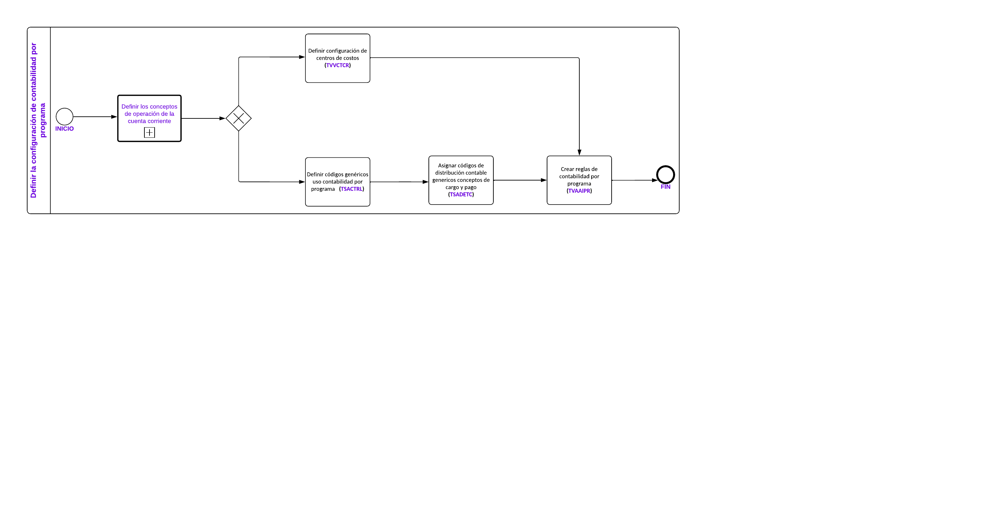 Definir la configuración de contabilidad por
programa
INICIO
Definir los conceptos
de operación de la
cuenta corriente
Definir configuración de
centros de costos
(TVVCTCR)
Definir códigos genéricos
uso contabilidad por
programa (TSACTRL)
Asignar códigos de
distribución contable
genericos conceptos de
cargo y pago
(TSADETC)
Crear reglas de
contabilidad por
programa
(TVAAIPR)
FIN